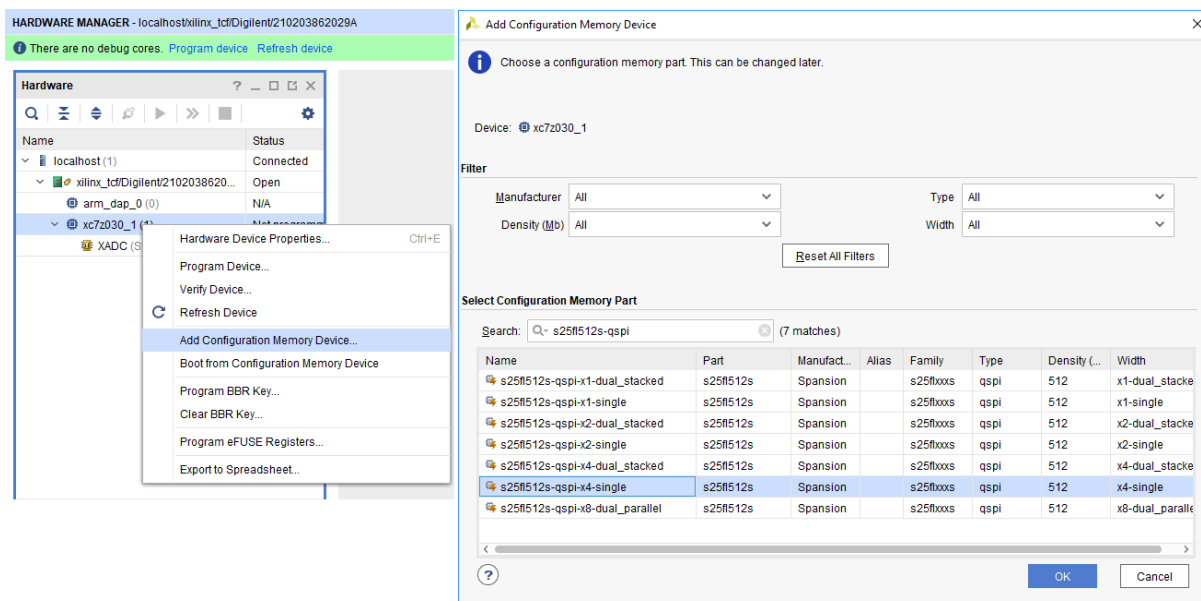 HARDWARE MANAGER - localhost/xilinx_tcf/Digilent/210203862029A
There are no debug cores. Program device Refresh device
Hardware
Name Status
localhost (1) Connected
xilinx_tcf/Digilent/2102038620... Open
arm_dap_0 (0) N/A
xc7z030_1 (1) Not programm
XADC (S
Hardware Device Properties... Ctrl+E
Program Device...
Verify Device...
Refresh Device
Add Configuration Memory Device...
Boot from Configuration Memory Device
Program BBR Key...
Clear BBR Key...
Program eFUSE Registers...
Export to Spreadsheet...
Add Configuration Memory Device
Choose a configuration memory part. This can be changed later.
Device: xc7z030_1
Filter
Manufacturer All Type All
Density (Mb) All Width All
Reset All Filters
Select Configuration Memory Part
Search: s25fl512s-qspi (7 matches)
Name Part Manufact... Alias Family Type Density (... Width
s25fl512s-qspi-x1-dual_stacked s25fl512s Spansion s25flxxxs qspi 512 x1-dual_stacke
s25fl512s-qspi-x1-single s25fl512s Spansion s25flxxxs qspi 512 x1-single
s25fl512s-qspi-x2-dual_stacked s25fl512s Spansion s25flxxxs qspi 512 x2-dual_stacke
s25fl512s-qspi-x2-single s25fl512s Spansion s25flxxxs qspi 512 x2-single
s25fl512s-qspi-x4-dual_stacked s25fl512s Spansion s25flxxxs qspi 512 x4-dual_stacke
s25fl512s-qspi-x4-single s25fl512s Spansion s25flxxxs qspi 512 x4-single
s25fl512s-qspi-x8-dual_parallel s25fl512s Spansion s25flxxxs qspi 512 x8-dual_paralle
OK Cancel